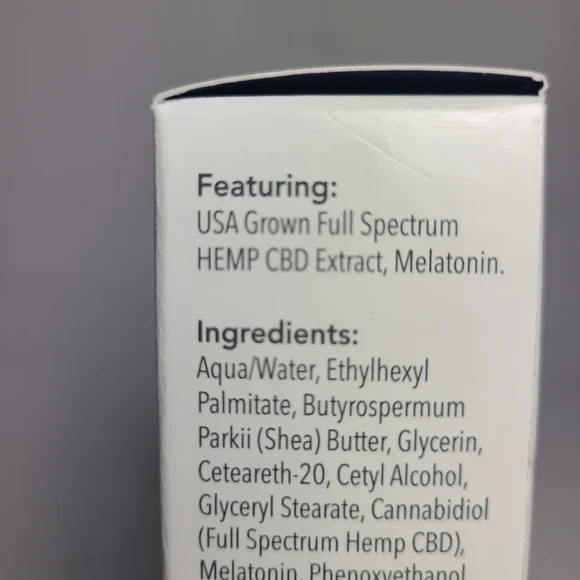 Featuring:
USA Grown Full Spectrum
HEMP CBD Extract, Melatonin.
Ingredients:
Aqua/Water, Ethylhexyl
Palmitate, Butyrospermum
Parkii (Shea) Butter, Glycerin,
Ceteareth-20, Cetyl Alcohol,
Glyceryl Stearate, Cannabidiol
(Full Spectrum Hemp CBD),
Melatonin, Phenoxyethanol,